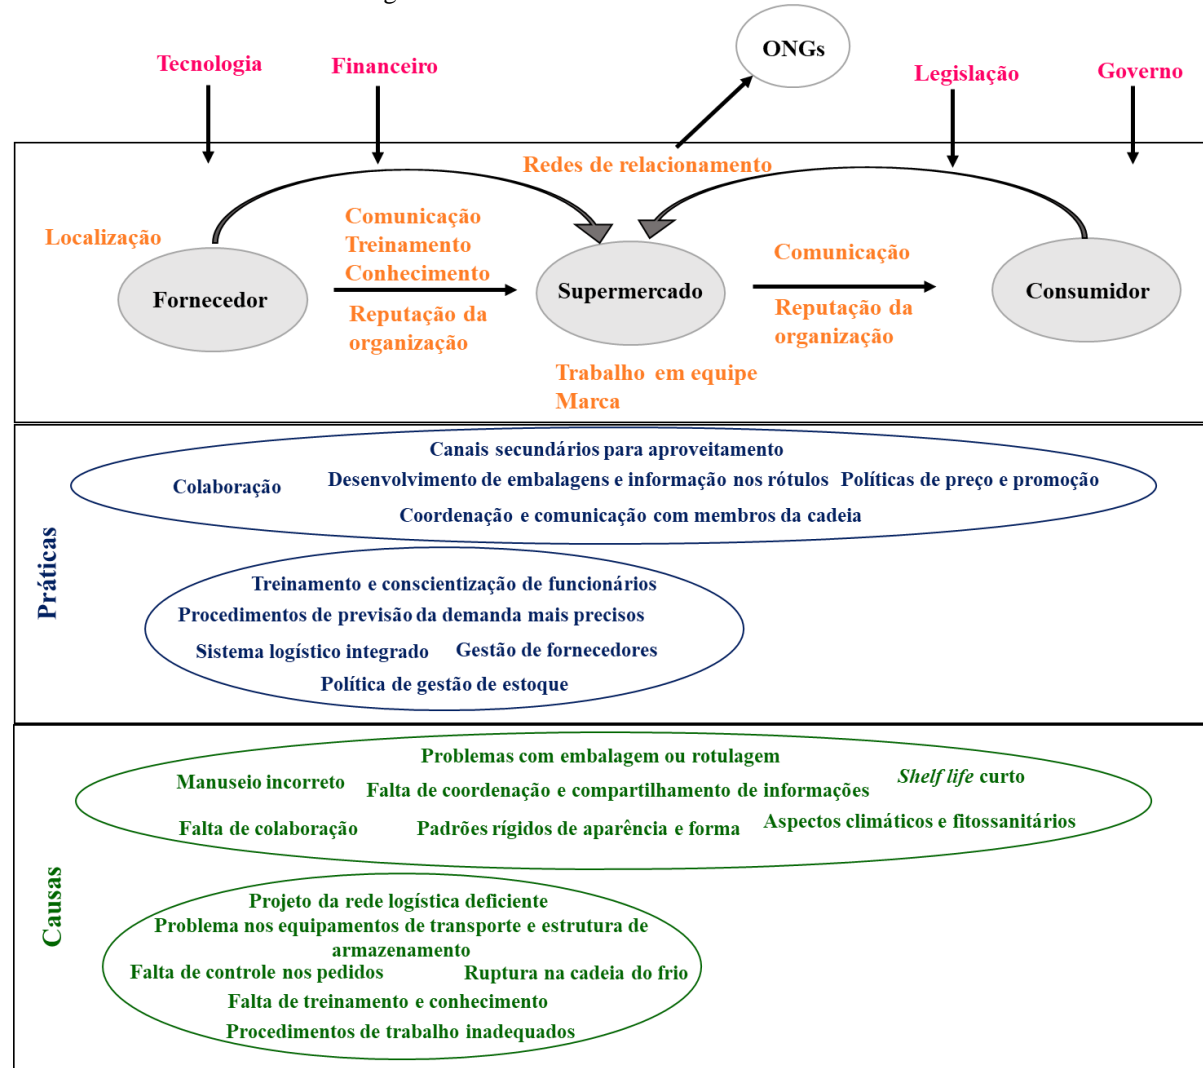 ONGs
Tecnologia
Financeiro
Legislação
Governo
Redes de relacionamento
Localização
Comunicação
Treinamento
Conhecimento
Comunicação
Fornecedor
Supermercado
Consumidor
Reputação da
organização
Reputação da
organização
Trabalho em equipe
Marca
Práticas
Canais secundários para aproveitamento
Colaboração
Desenvolvimento de embalagens e informação nos rótulos
Políticas de preço e promoção
Coordenação e comunicação com membros da cadeia
Treinamento e conscientização de funcionários
Procedimentos de previsão da demanda mais precisos
Sistema logístico integrado
Gestão de fornecedores
Política de gestão de estoque
Causas
Problemas com embalagem ou rotulagem
Manuseio incorreto
Shelf life curto
Falta de coordenação e compartilhamento de informações
Falta de colaboração
Padrões rígidos de aparência e forma
Aspectos climáticos e fitossanitários
Projeto da rede logística deficiente
Problema nos equipamentos de transporte e estrutura de
armazenamento
Falta de controle nos pedidos
Ruptura na cadeia do frio
Falta de treinamento e conhecimento
Procedimentos de trabalho inadequados